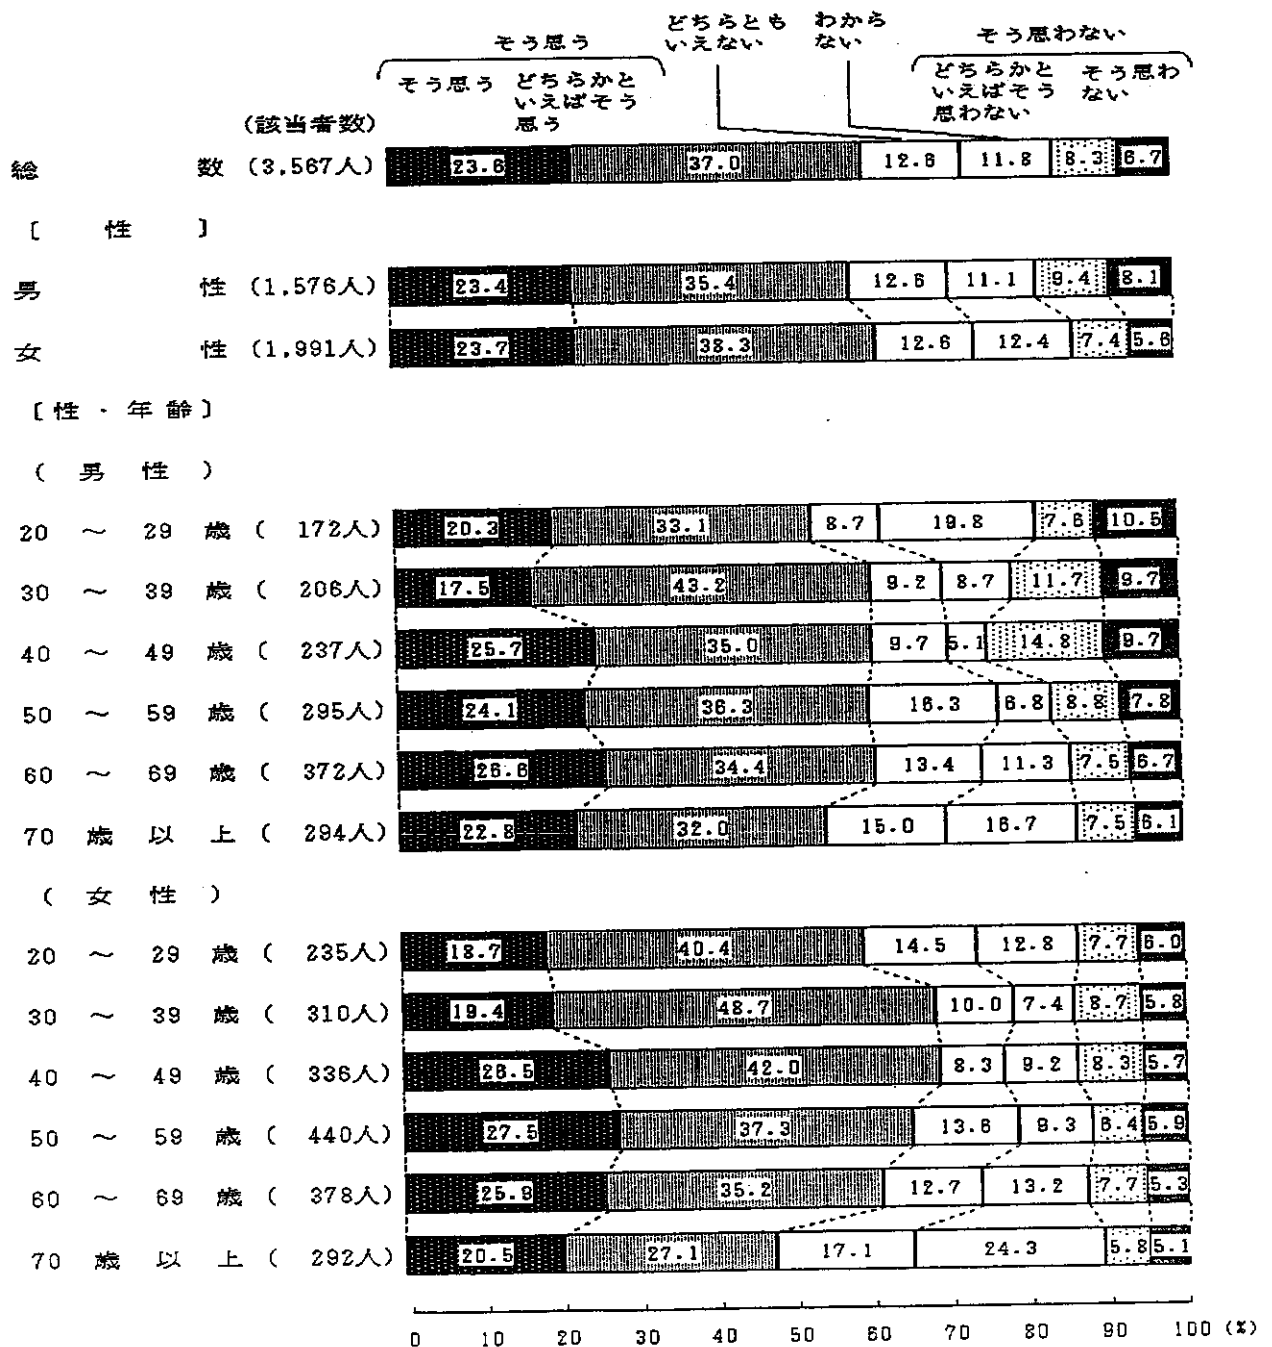 そう思う
どちらとも
いえない
わから
ない
そう思わない
そう思う
どちらかと
いえばそう
思う
どちらかと
いえばそう
思わない
そう思わ
ない
(該当者数)
総 数 (3,567人) 23.6 37.0 12.6 11.8 8.3 6.7
〔 性 〕
男 性 (1,576人) 23.4 35.4 12.6 11.1 9.4 8.1
女 性 (1,991人) 23.7 38.3 12.6 12.4 7.4 5.6
〔性・年齢〕
( 男 性 )
20 ～ 29 歳 ( 172人) 20.3 33.1 8.7 19.8 7.6 10.5
30 ～ 39 歳 ( 206人) 17.5 43.2 9.2 8.7 11.7 9.7
40 ～ 49 歳 ( 237人) 25.7 35.0 9.7 5.1 14.8 9.7
50 ～ 59 歳 ( 295人) 24.1 36.3 16.3 6.8 8.8 7.8
60 ～ 69 歳 ( 372人) 26.6 34.4 13.4 11.3 7.5 6.7
70 歳 以 上 ( 294人) 22.8 32.0 15.0 16.7 7.5 6.1
( 女 性 )
20 ～ 29 歳 ( 235人) 18.7 40.4 14.5 12.8 7.7 6.0
30 ～ 39 歳 ( 310人) 19.4 48.7 10.0 7.4 8.7 5.8
40 ～ 49 歳 ( 336人) 26.5 42.0 8.3 9.2 8.3 5.7
50 ～ 59 歳 ( 440人) 27.5 37.3 13.6 9.3 6.4 5.9
60 ～ 69 歳 ( 378人) 25.9 35.2 12.7 13.2 7.7 5.3
70 歳 以 上 ( 292人) 20.5 27.1 17.1 24.3 5.8 5.1
0 10 20 30 40 50 60 70 80 90 100 (%)